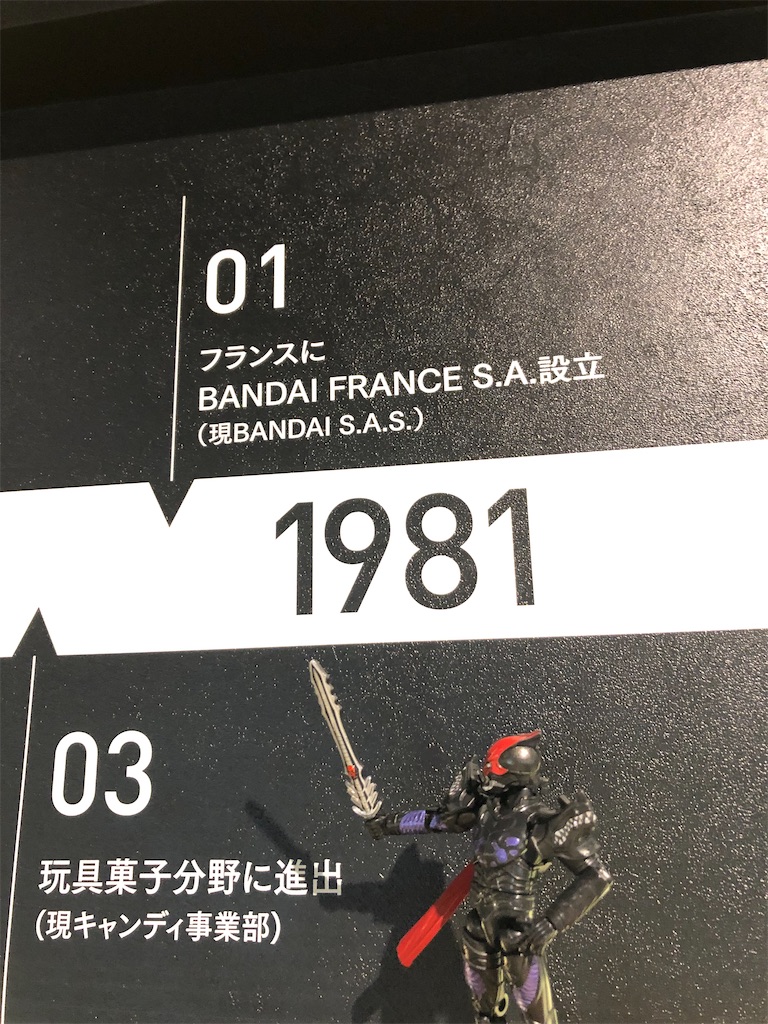 01
フランスに
BANDAI FRANCE S.A.設立
(現BANDAI S.A.S.)
1981
03
玩具菓子分野に進出
(現キャンディ事業部)